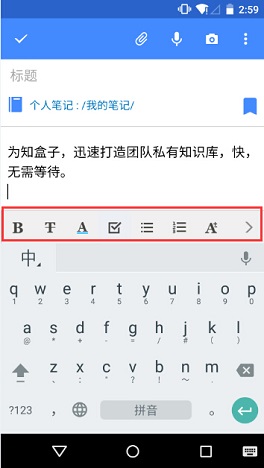 2:59
标题
个人笔记 : /我的笔记/
为知盒子，迅速打造团队私有知识库，快，
无需等待。
B T A A
中
q w e r t y u i o p
1 2 3 4 5 6 7 8 9 0
a s d f g h j k l
@ * + - = / # ( )
z x c v b n m
' : " ? ! ~ …
?123 ， 拼音 。